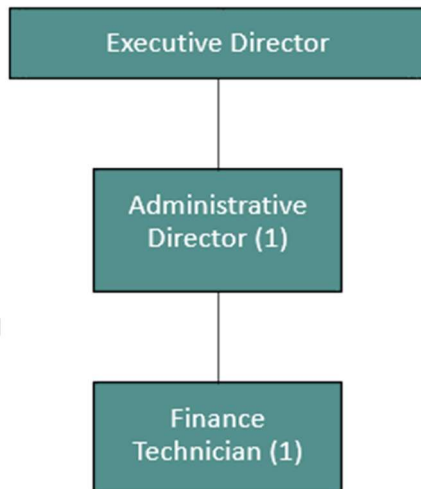 Executive Director
Administrative
Director (1)
Finance
Technician (1)